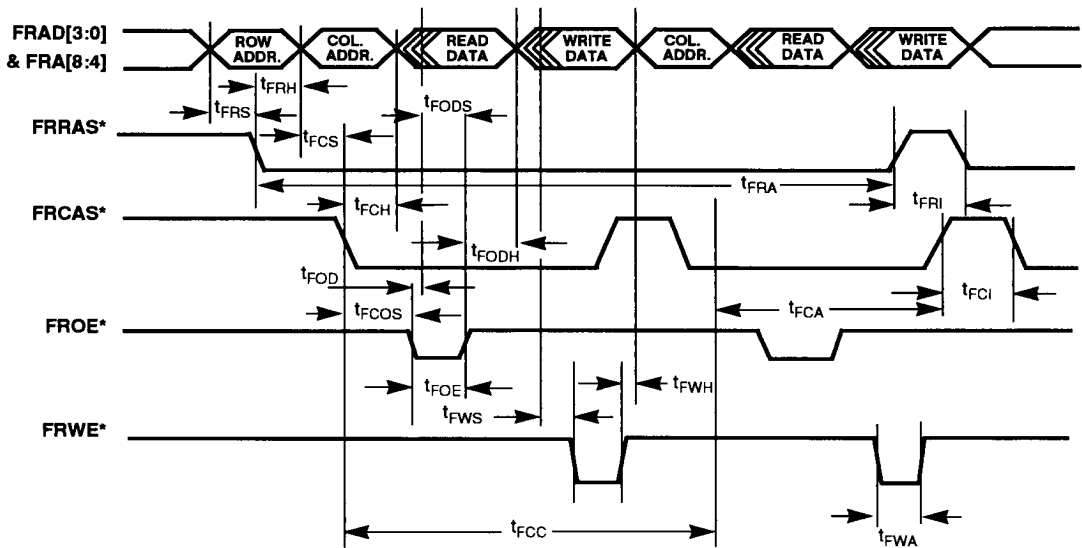 FRAD[3:0]
& FRA[8:4]
ROW
ADDR.
COL.
ADDR.
READ
DATA
WRITE
DATA
COL.
ADDR.
READ
DATA
WRITE
DATA
tFRH
tFRS
tFODS
FRRAS*
tFCS
tFRA
tFRI
FRCAS*
tFCH
tFODH
tFOD
tFCOS
tFCA
tFCI
FROE*
tFOE
tFWS
tFWH
FRWE*
tFCC
tFWA